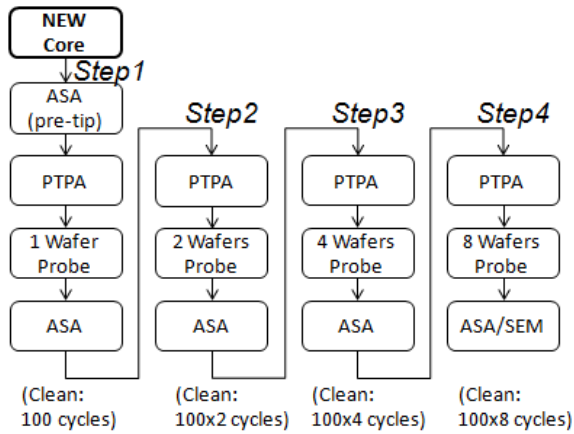 NEW
Core
Step1
ASA
(pre-tip)
PTPA
1 Wafer
Probe
ASA
(Clean:
100 cycles)
Step2
PTPA
2 Wafers
Probe
ASA
(Clean:
100x2 cycles)
Step3
PTPA
4 Wafers
Probe
ASA
(Clean:
100x4 cycles)
Step4
PTPA
8 Wafers
Probe
ASA/SEM
(Clean:
100x8 cycles)